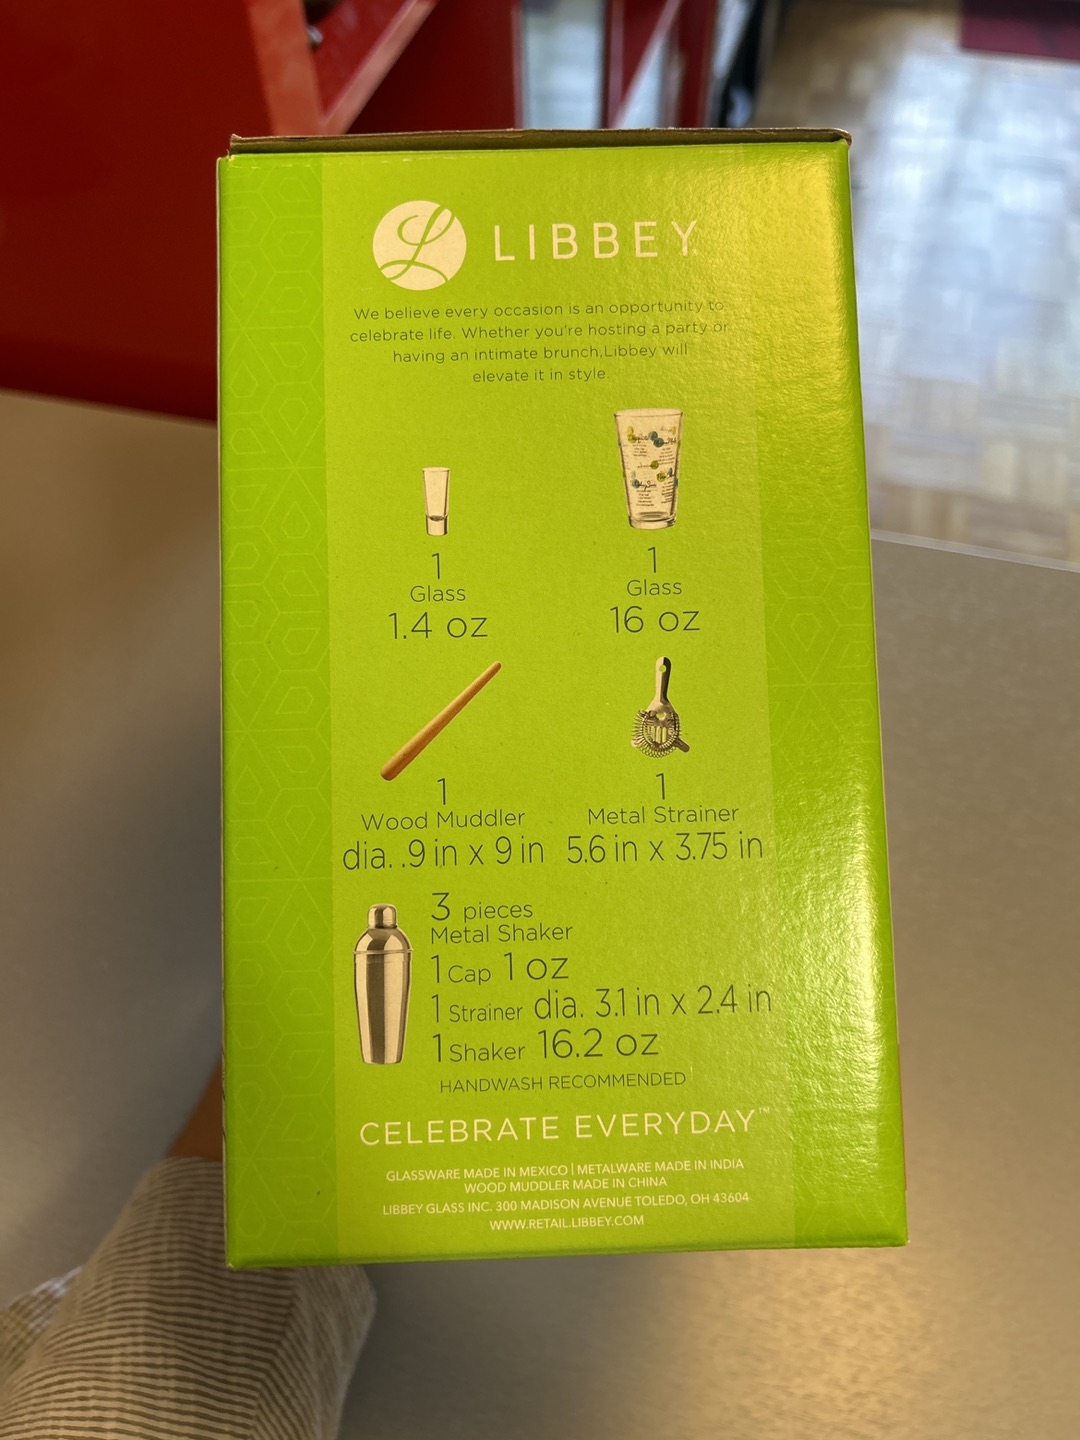 LIBBEY
We believe every occasion is an opportunity to
celebrate life. Whether you're hosting a party or
having an intimate brunch,Libbey will
elevate it in style.
1
Glass
1.4 oz
1
Glass
16 oz
1
Wood Muddler
dia. .9 in x 9 in
1
Metal Strainer
5.6 in x 3.75 in
3 pieces
Metal Shaker
1 Cap 1 oz
1 Strainer dia. 3.1 in x 2.4 in
1 Shaker 16.2 oz
HANDWASH RECOMMENDED
CELEBRATE EVERYDAY™
GLASSWARE MADE IN MEXICO | METALWARE MADE IN INDIA
WOOD MUDDLER MADE IN CHINA
LIBBEY GLASS INC. 300 MADISON AVENUE TOLEDO, OH 43604
WWW.RETAIL.LIBBEY.COM